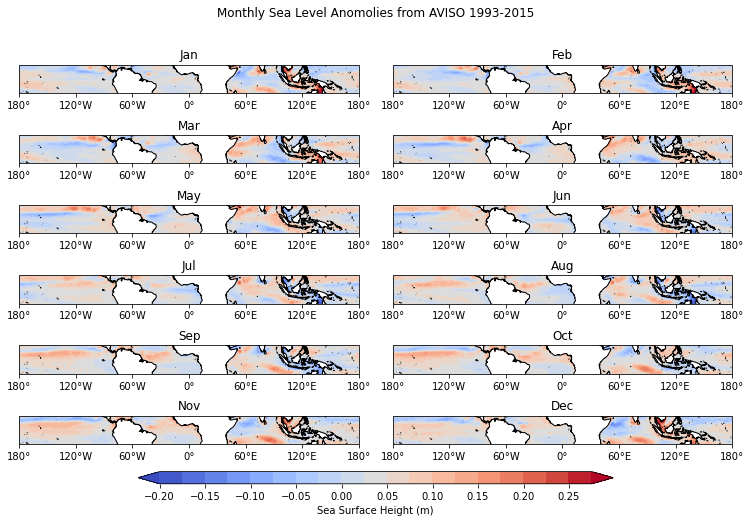 Monthly Sea Level Anomolies from AVISO 1993-2015
Jan
Feb
180° 120°W 60°W 0° 60°E 120°E 180°
180° 120°W 60°W 0° 60°E 120°E 180°
Mar
Apr
180° 120°W 60°W 0° 60°E 120°E 180°
180° 120°W 60°W 0° 60°E 120°E 180°
May
Jun
180° 120°W 60°W 0° 60°E 120°E 180°
180° 120°W 60°W 0° 60°E 120°E 180°
Jul
Aug
180° 120°W 60°W 0° 60°E 120°E 180°
180° 120°W 60°W 0° 60°E 120°E 180°
Sep
Oct
180° 120°W 60°W 0° 60°E 120°E 180°
180° 120°W 60°W 0° 60°E 120°E 180°
Nov
Dec
180° 120°W 60°W 0° 60°E 120°E 180°
180° 120°W 60°W 0° 60°E 120°E 180°
−0.20 −0.15 −0.10 −0.05 0.00 0.05 0.10 0.15 0.20 0.25
Sea Surface Height (m)